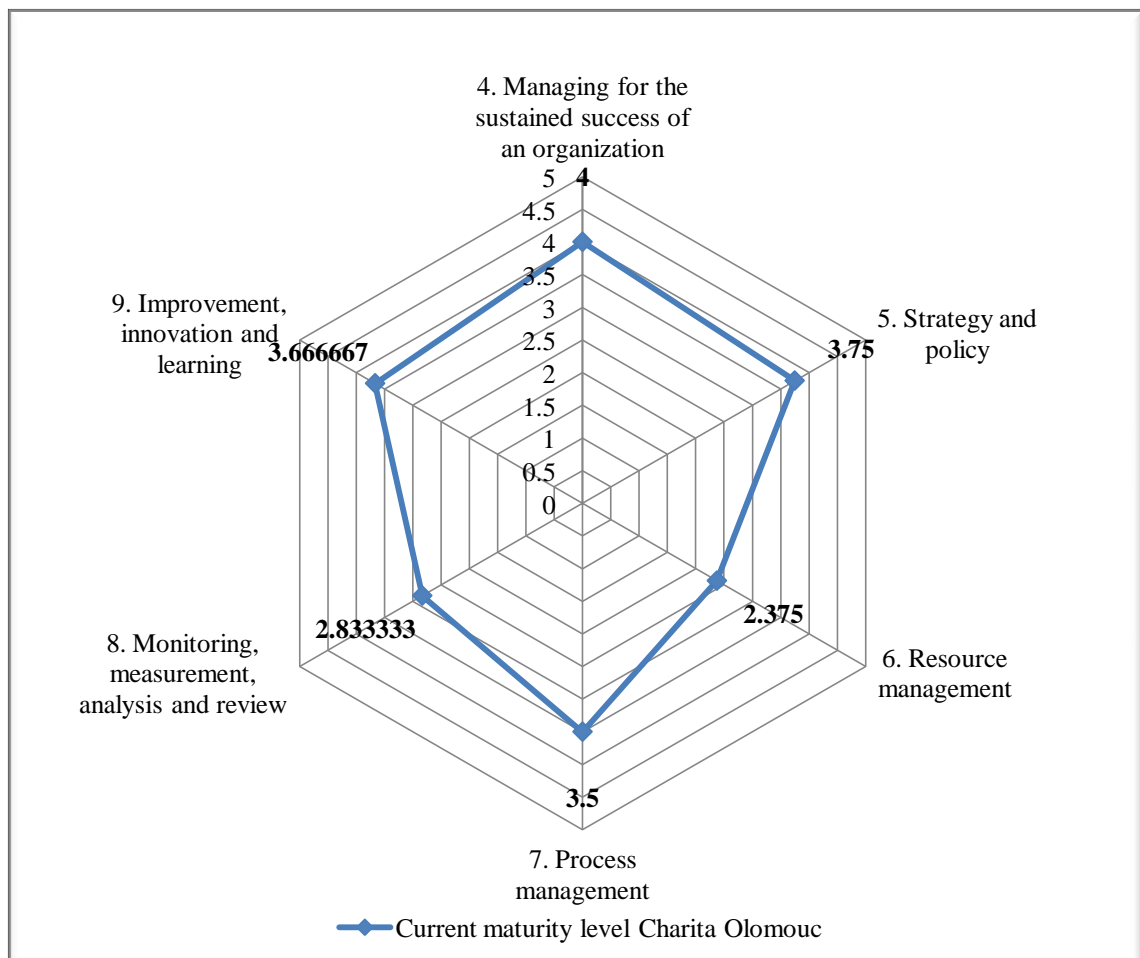 4. Managing for the
sustained success of
an organization
4
5
4.5
4
3.5
3
2.5
2
1.5
1
0.5
0
5. Strategy and
policy
3.75
6. Resource
management
2.375
3.5
7. Process
management
8. Monitoring,
measurement,
analysis and review
2.833333
9. Improvement,
innovation and
learning
3.666667
Current maturity level Charita Olomouc